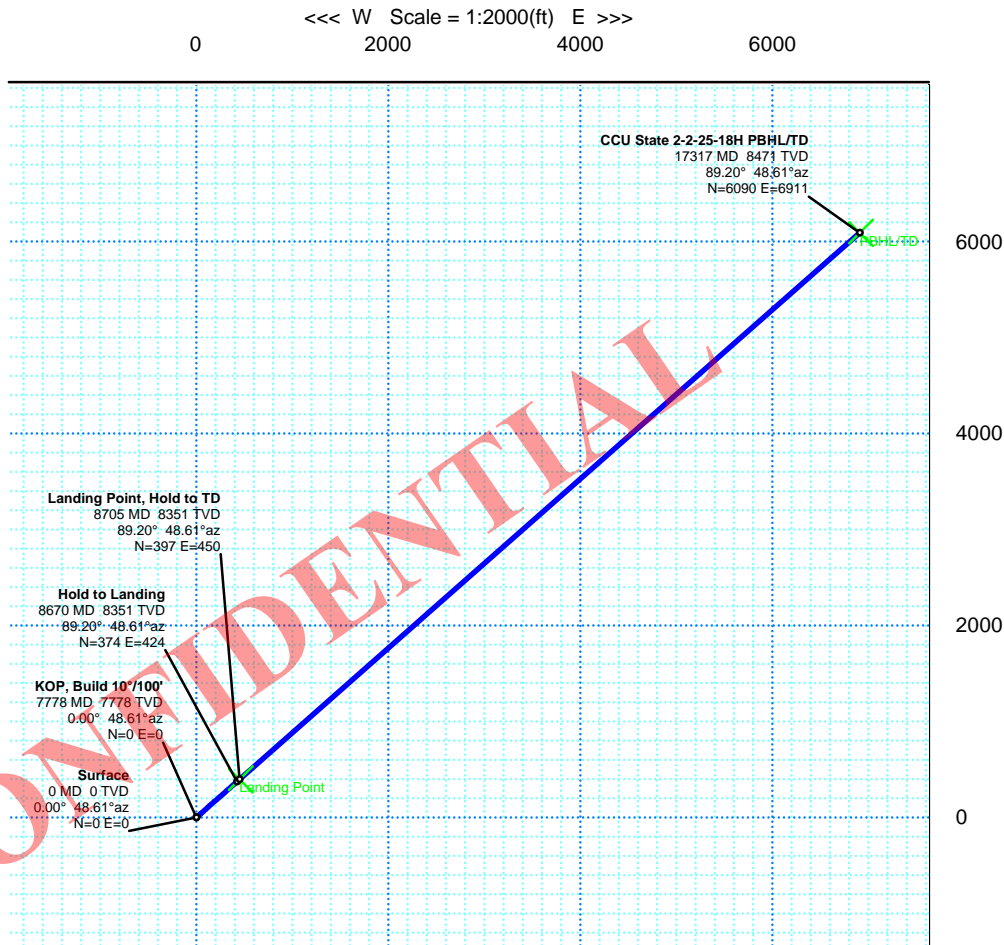 <<< W Scale = 1:2000(ft) E >>>
0 2000 4000 6000
CCU State 2-2-25-18H PBHL/TD
17317 MD 8471 TVD
89.20° 48.61°az
N=6090 E=6911
PBHL/TD
6000
4000
Landing Point, Hold to TD
8705 MD 8351 TVD
89.20° 48.61°az
N=397 E=450
Hold to Landing
8670 MD 8351 TVD
89.20° 48.61°az
N=374 E=424
2000
KOP, Build 10°/100'
7778 MD 7778 TVD
0.00° 48.61°az
N=0 E=0
Surface
0 MD 0 TVD
0.00° 48.61°az
N=0 E=0
Landing Point
0
ONFIDENTIAL